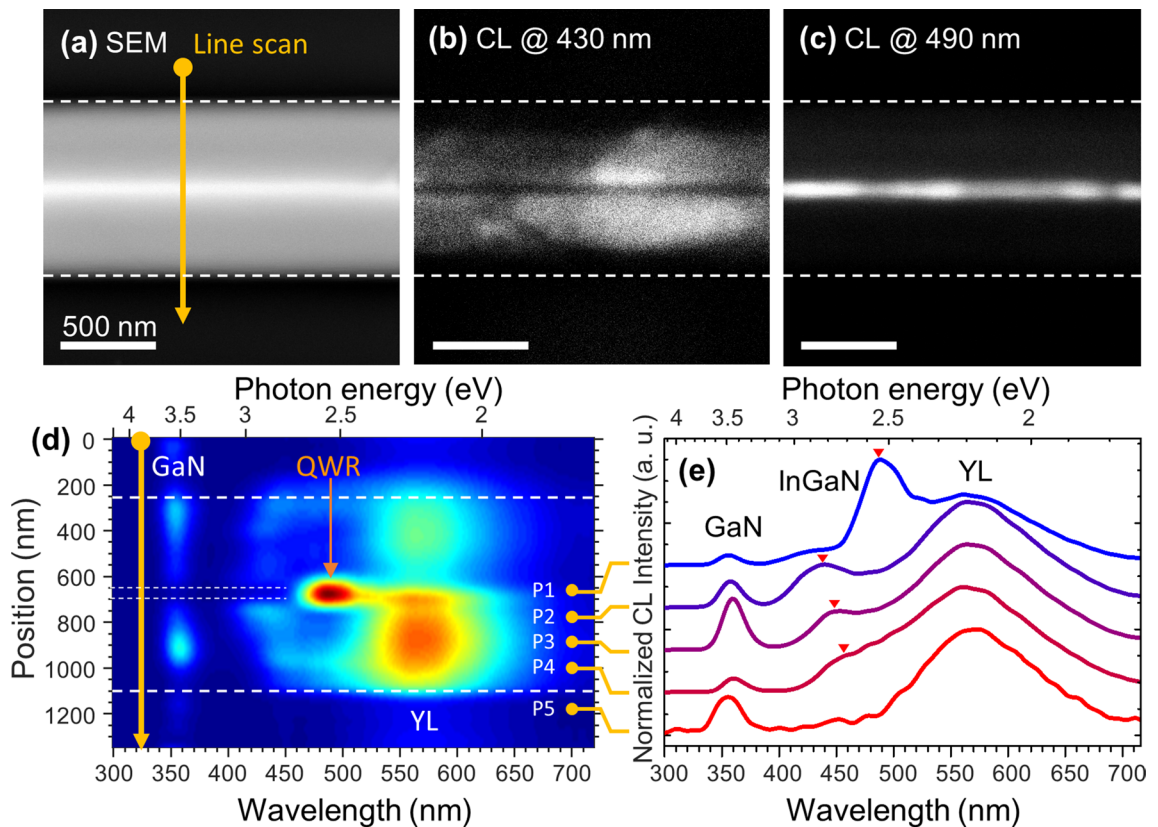 (a) SEM Line scan
500 nm
(b) CL @ 430 nm
(c) CL @ 490 nm
Photon energy (eV)
4 3.5 3 2.5 2
(d)
GaN
QWR
YL
P1
P2
P3
P4
P5
Position (nm)
0
200
400
600
800
1000
1200
300 350 400 450 500 550 600 650 700
Wavelength (nm)
Photon energy (eV)
4 3.5 3 2.5 2
(e)
GaN
InGaN
YL
Normalized CL Intensity (a. u.)
300 350 400 450 500 550 600 650 700
Wavelength (nm)